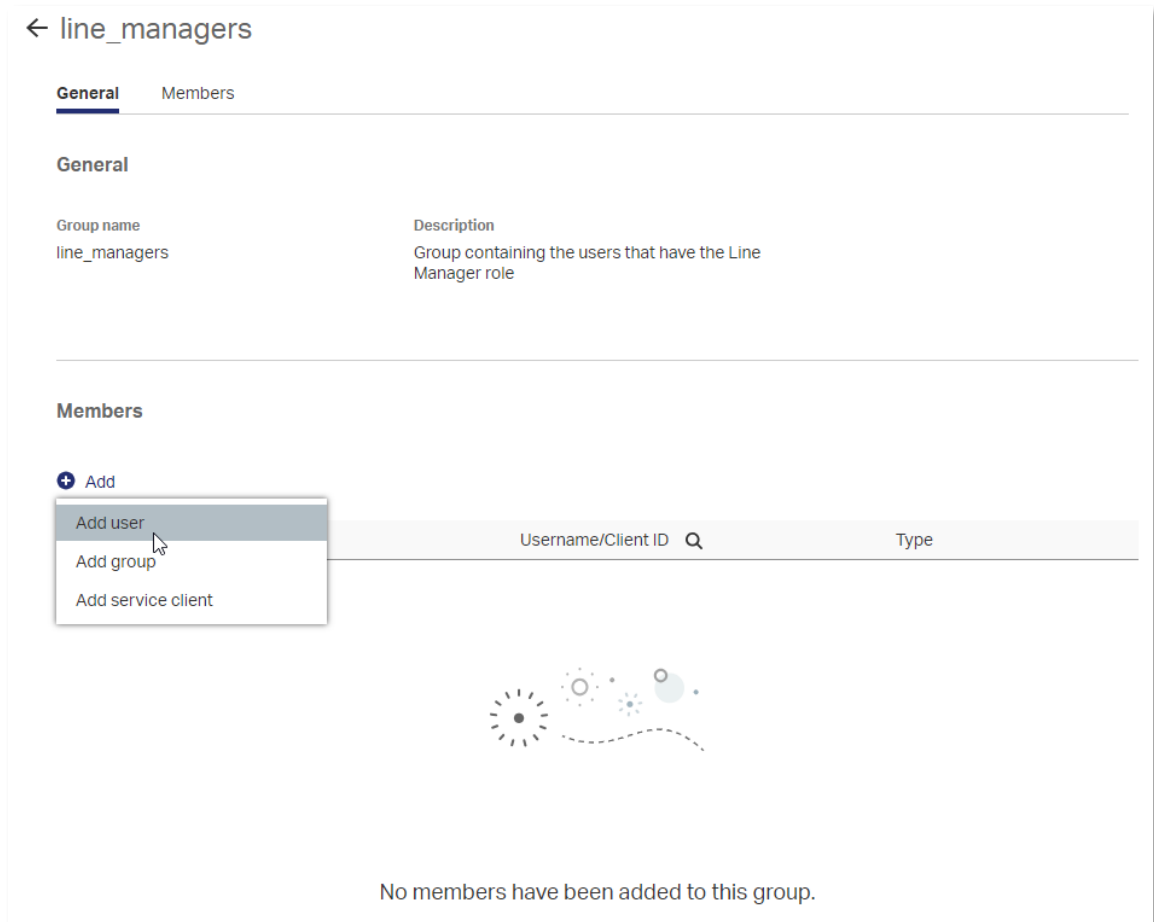 line_managers
General Members
General
Group name Description
line_managers Group containing the users that have the Line
Manager role
Members
Add
Add user
Username/Client ID Type
Add group
Add service client
No members have been added to this group.